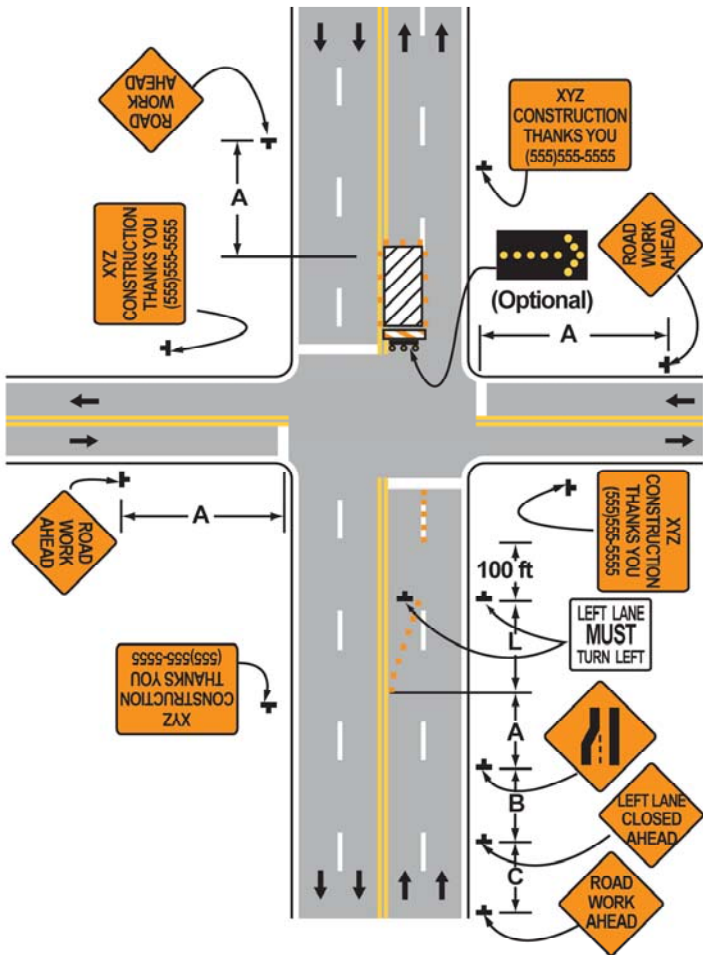 ROAD
WORK
AHEAD
XYZ
CONSTRUCTION
THANKS YOU
(555)555-5555
A
XYZ
CONSTRUCTION
THANKS YOU
(555)555-5555
ROAD
WORK
AHEAD
(Optional)
A
ROAD
WORK
AHEAD
A
XYZ
CONSTRUCTION
THANKS YOU
(555)555-5555
100 ft
LEFT LANE
MUST
TURN LEFT
L
XYZ
CONSTRUCTION
THANKS YOU
(555)555-5555
A
B
LEFT LANE
CLOSED
AHEAD
C
ROAD
WORK
AHEAD